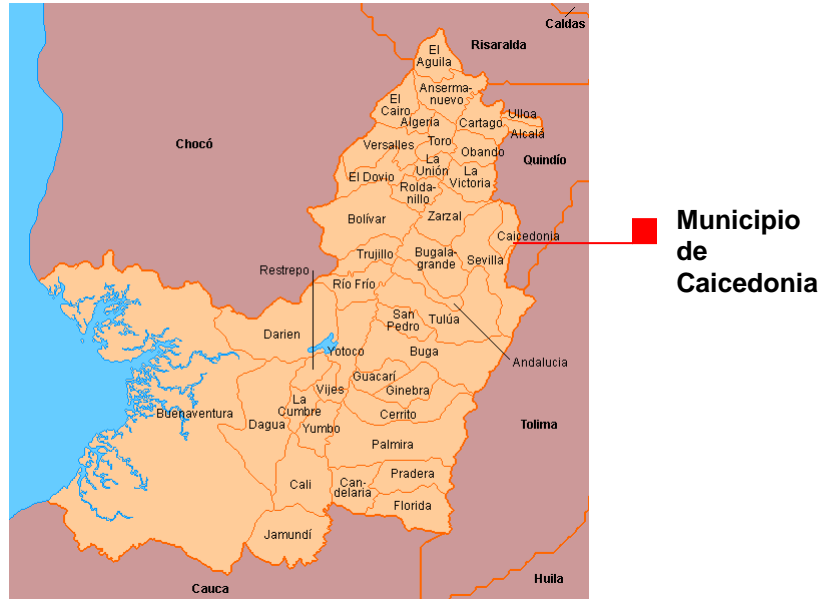 Caldas
Risaralda
El
Aguila
Anserma-
nuevo
El
Cairo
Ulloa
Algeria
Cartago
Alcalá
Chocó
Toro
Versalles
Obando
Quindío
La
Unión
La
Victoria
El Dovio
Rolda-
nillo
Bolívar
Zarzal
Caicedonia
Municipio
de
Caicedonia
Trujillo
Bugala-
grande
Sevilla
Restrepo
Río Frío
San
Pedro
Tulúa
Darien
Yotoco
Buga
Andalucia
Guacarí
Vijes
Ginebra
La
Cumbre
Buenaventura
Cerrito
Dagua
Yumbo
Tolima
Palmira
Cali
Can-
delaria
Pradera
Florida
Jamundí
Huila
Cauca